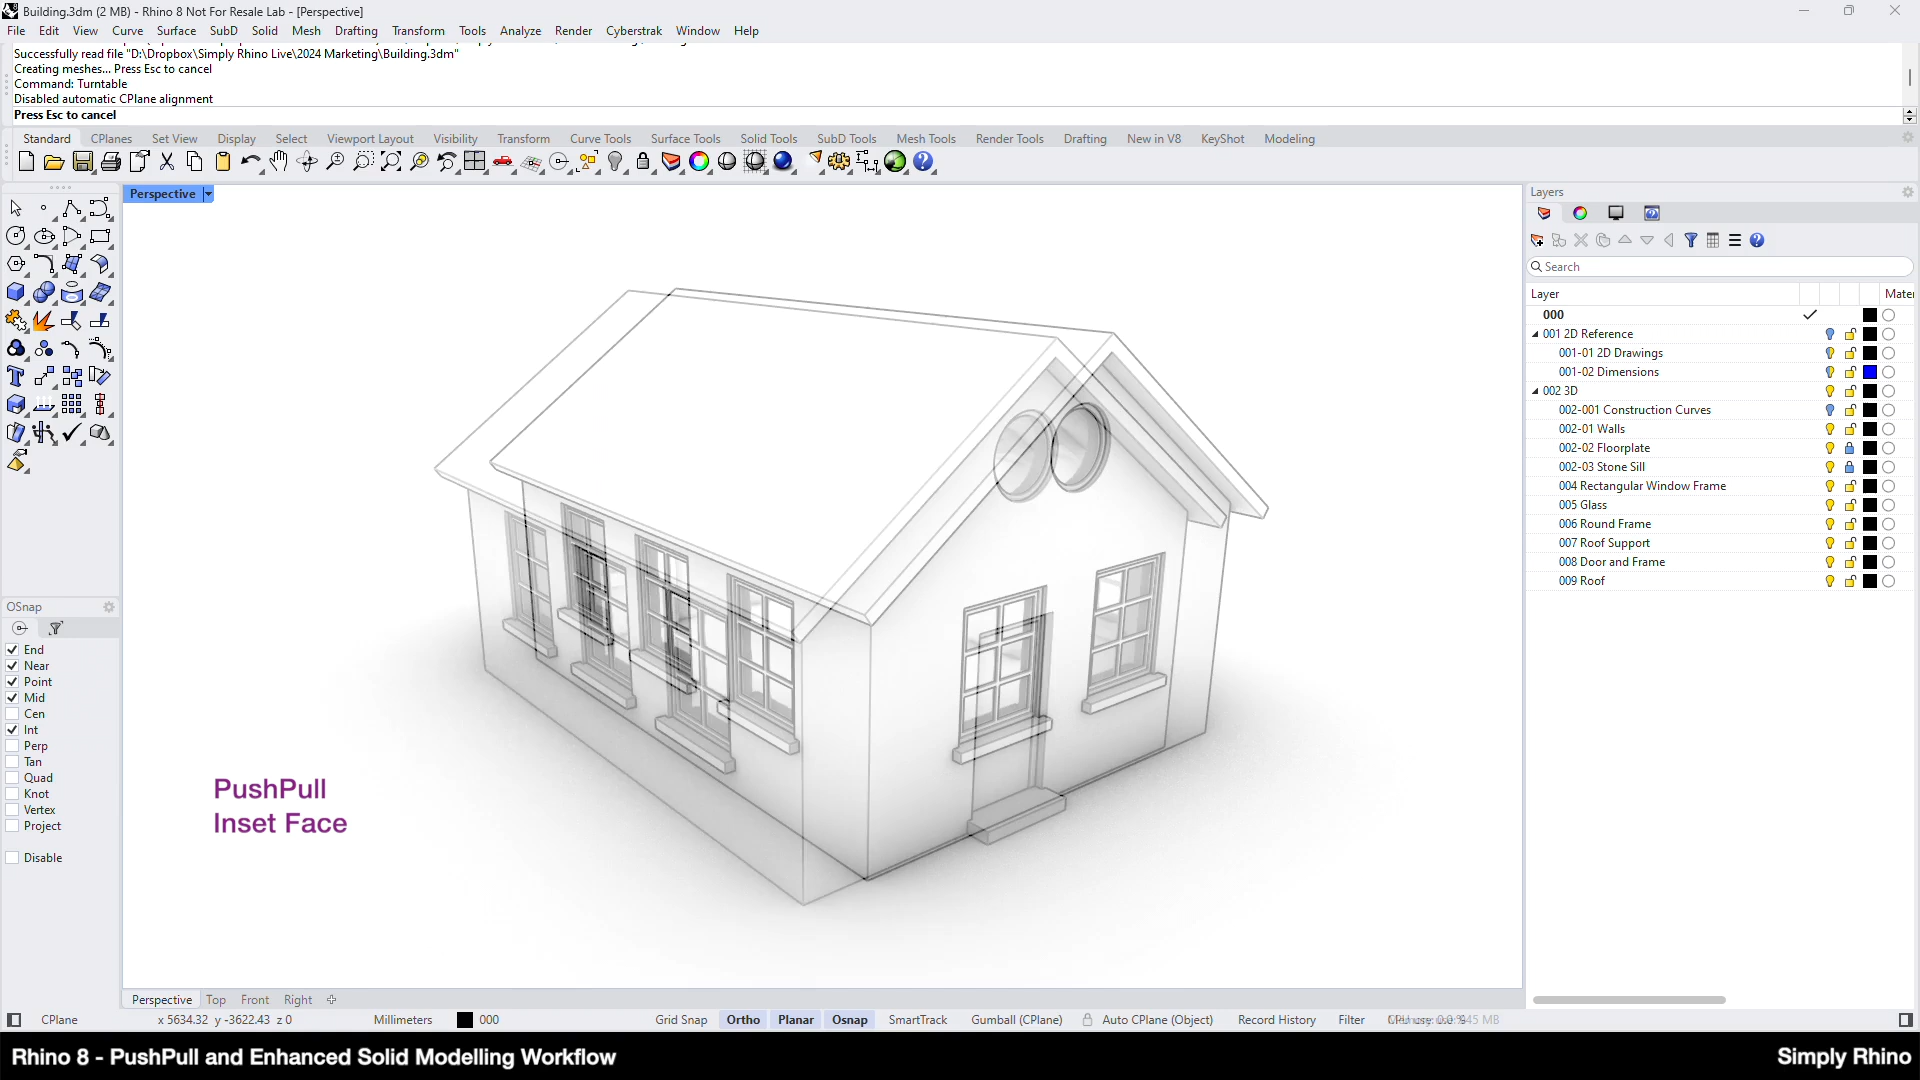 Building.3dm (2 MB) - Rhino 8 Not For Resale Lab - [Perspective]
File Edit View Curve Surface SubD Solid Mesh Drafting Transform Tools Analyze Render Cyberstrak Window Help
Successfully read file "D:\Dropbox\Simply Rhino Live\2024 Marketing\Building.3dm"
Creating meshes... Press Esc to cancel
Command: Turntable
Disabled automatic CPlane alignment
Press Esc to cancel
Standard CPlanes Set View Display Select Viewport Layout Visibility Transform Curve Tools Surface Tools Solid Tools SubD Tools Mesh Tools Render Tools Drafting New in V8 KeyShot Modeling
Perspective
Layers
Search
Layer Mater
000
001 2D Reference
001-01 2D Drawings
001-02 Dimensions
002 3D
002-001 Construction Curves
002-01 Walls
002-02 Floorplate
002-03 Stone Sill
004 Rectangular Window Frame
005 Glass
006 Round Frame
007 Roof Support
008 Door and Frame
009 Roof
OSnap
End
Near
Point
Mid
Cen
Int
Perp
Tan
Quad
Knot
Vertex
Project
Disable
PushPull
Inset Face
Perspective Top Front Right
CPlane x 5634.32 y -3622.43 z 0 Millimeters 000 Grid Snap Ortho Planar Osnap SmartTrack Gumball (CPlane) Auto CPlane (Object) Record History Filter
Rhino 8 - PushPull and Enhanced Solid Modelling Workflow
Simply Rhino